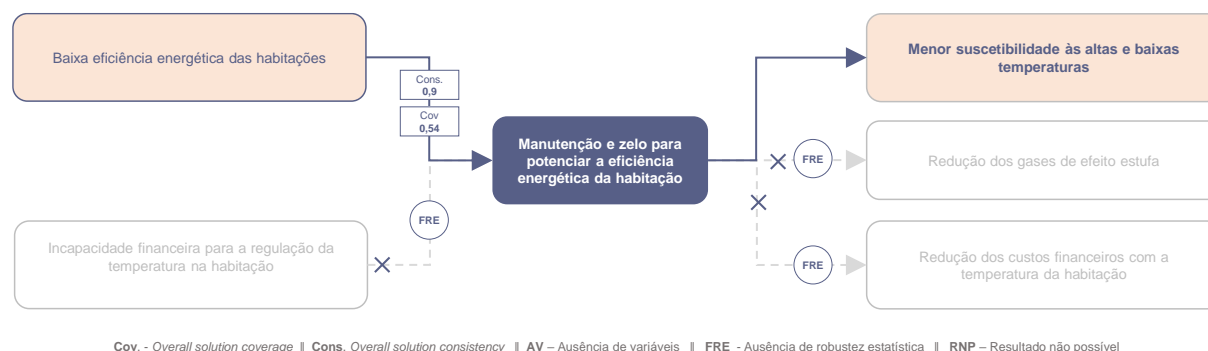 Baixa eficiência energética das habitações
Cons.
0,9
Cov
0,54
Menor suscetibilidade às altas e baixas
temperaturas
Manutenção e zelo para
potenciar a eficiência
energética da habitação
FRE
Redução dos gases de efeito estufa
FRE
Incapacidade financeira para a regulação da
temperatura na habitação
FRE
Redução dos custos financeiros com a
temperatura da habitação
Cov. - Overall solution coverage || Cons. Overall solution consistency || AV – Ausência de variáveis || FRE - Ausência de robustez estatística || RNP – Resultado não possível